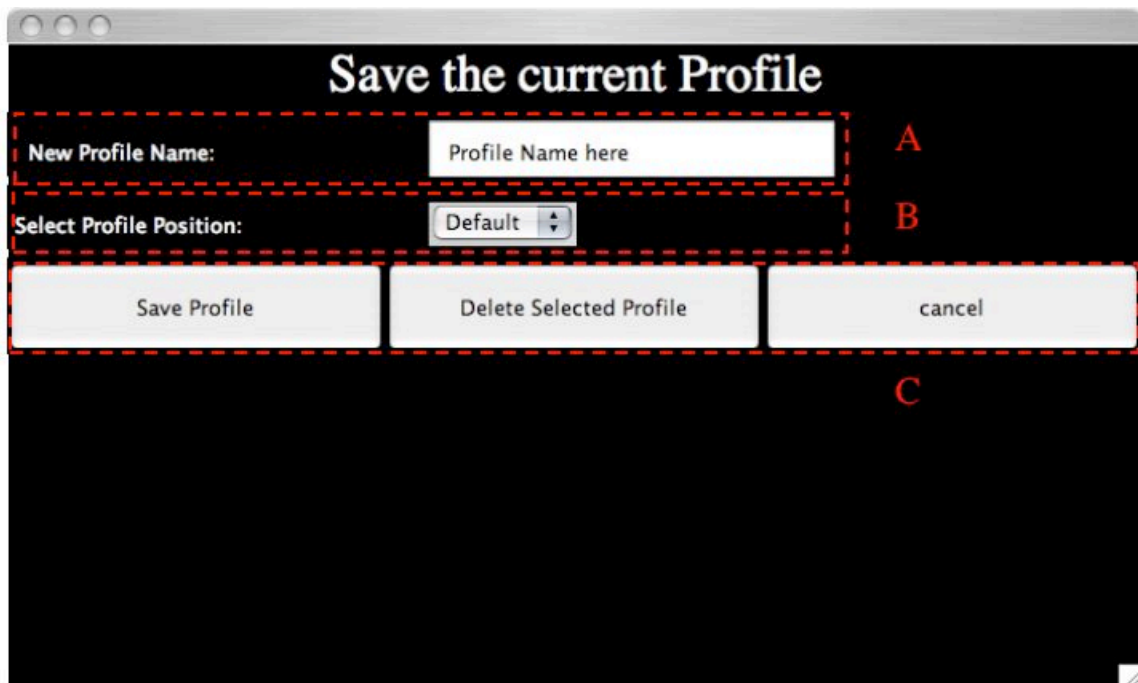 Save the current Profile
New Profile Name: Profile Name here A
Select Profile Position: Default B
Save Profile Delete Selected Profile cancel
C